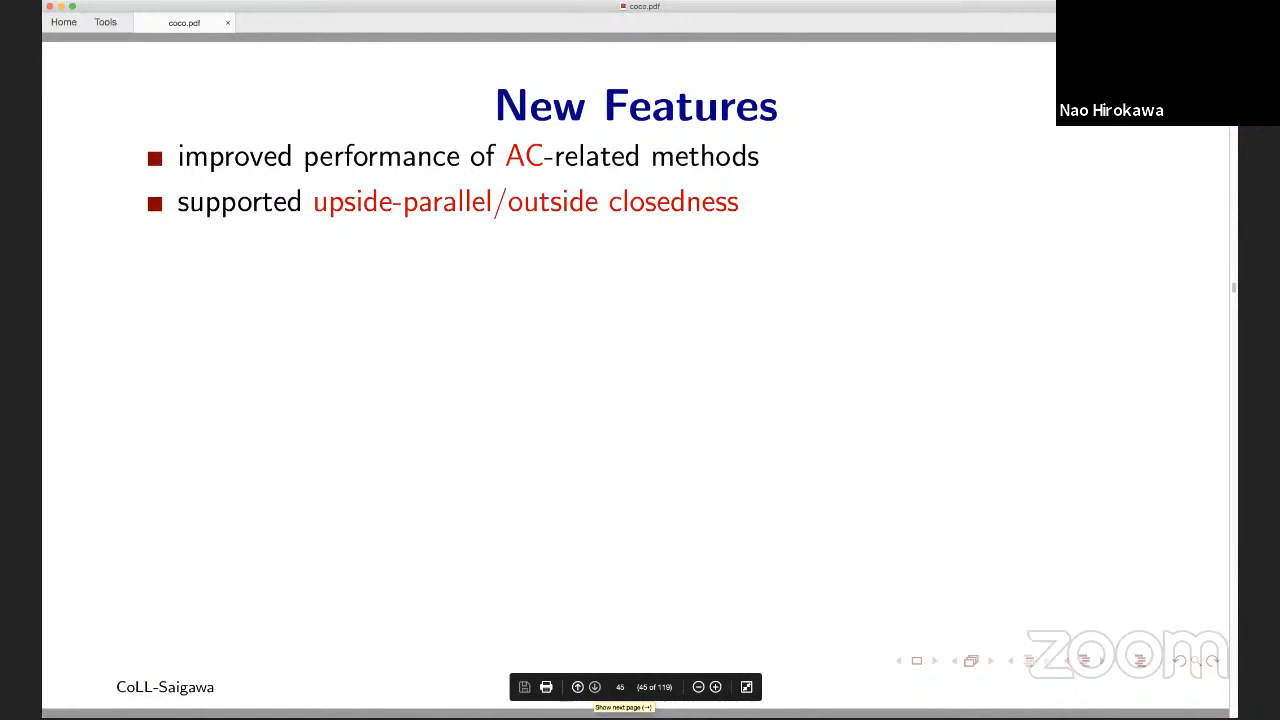 coco.pdf
Home Tools coco.pdf ×
Nao Hirokawa
New Features
improved performance of AC-related methods
supported upside-parallel/outside closedness
zoom
CoLL-Saigawa
45 (45 of 119)
Show next page (→)